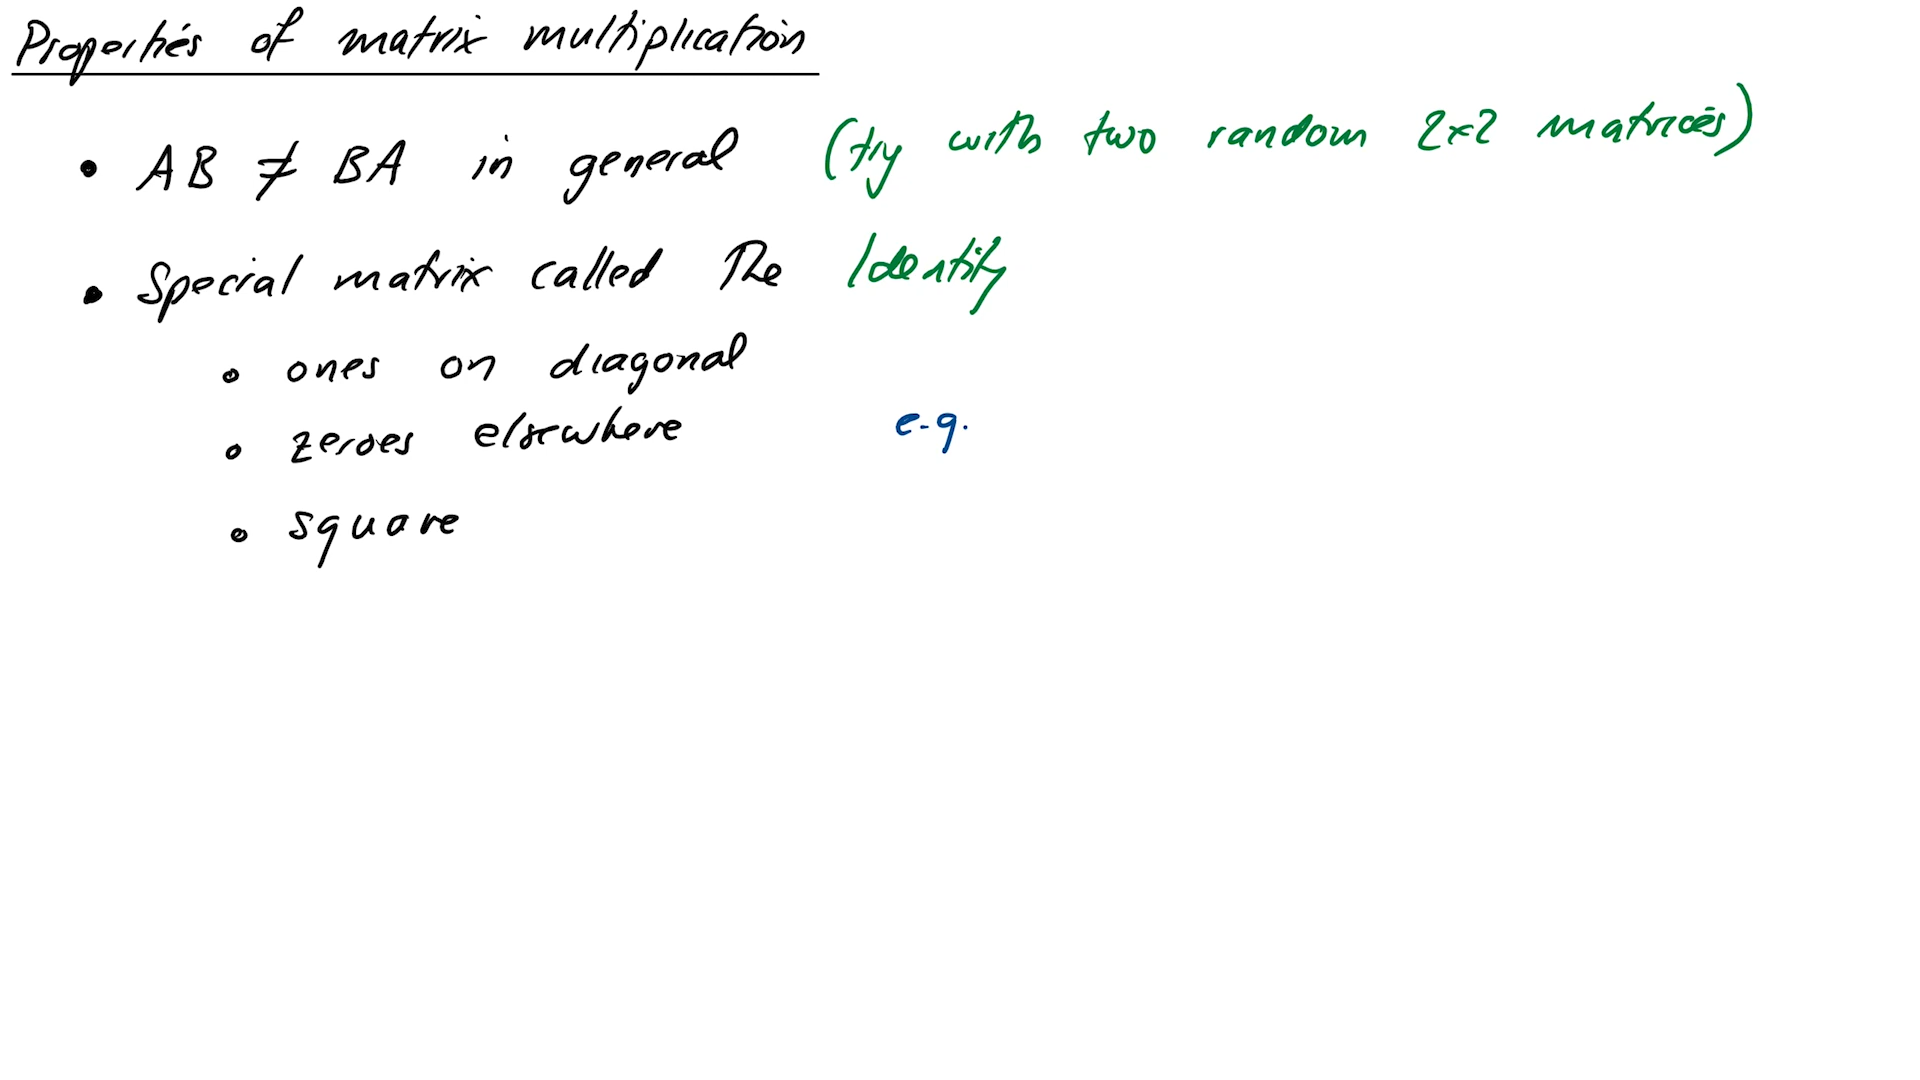 Properties of matrix multiplication
• AB ≠ BA in general (try with two random 2×2 matrices)
• Special matrix called The Identity
∘ ones on diagonal
∘ zeroes elsewhere e.g.
∘ square